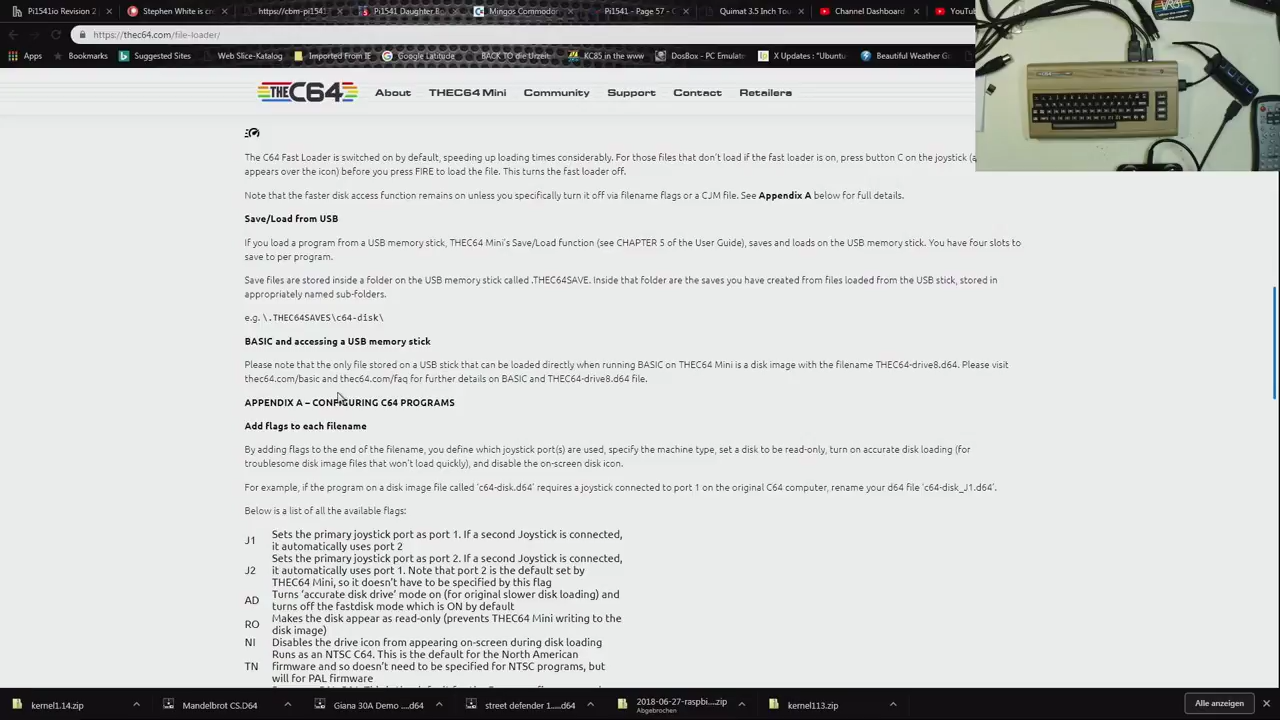 jio Revision 2
Stephen White is cr
https://cbm-pi1541
Pi1541 Daughter Bo
Mingos Commodor
Pi1541 - Page 57 - C
Quimat 3.5 Inch Tou
Channel Dashboard
YouTu
https://thec64.com/file-loader/
Apps
Bookmarks
Suggested Sites
Web Slice-Katalog
Imported From IE
Google Latitude
BACK TO die Urzeit
KC85 in the www
DosBox - PC Emulat
X Updates : "Ubuntu
Beautiful Weather G
THEC64
About
THEC64 Mini
Community
Support
Contact
Retailers
The C64 Fast Loader is switched on by default, speeding up loading times considerably. For those files that don't load if the fast loader is on, press button C on the joystick
appears over the icon) before you press FIRE to load the file. This turns the fast loader off.
Note that the faster disk access function remains on unless you specifically turn it off via filename flags or a CJM file. See Appendix A below for full details.
Save/Load from USB
If you load a program from a USB memory stick, THEC64 Mini's Save/Load function (see CHAPTER 5 of the User Guide), saves and loads on the USB memory stick. You have four slots to
save to per program.
Save files are stored inside a folder on the USB memory stick called .THEC64SAVE. Inside that folder are the saves you have created from files loaded from the USB stick, stored in
appropriately named sub-folders.
e.g. \.THEC64SAVES\c64-disk\
BASIC and accessing a USB memory stick
Please note that the only file stored on a USB stick that can be loaded directly when running BASIC on THEC64 Mini is a disk image with the filename THEC64-drive8.d64. Please visit
thec64.com/basic and thec64.com/faq for further details on BASIC and THEC64-drive8.d64 file.
APPENDIX A – CONFIGURING C64 PROGRAMS
Add flags to each filename
By adding flags to the end of the filename, you define which joystick port(s) are used, specify the machine type, set a disk to be read-only, turn on accurate disk loading (for
troublesome disk image files that won't load quickly), and disable the on-screen disk icon.
For example, if the program on a disk image file called 'c64-disk.d64' requires a joystick connected to port 1 on the original C64 computer, rename your d64 file 'c64-disk_J1.d64'.
Below is a list of all the available flags:
J1 Sets the primary joystick port as port 1. If a second Joystick is connected,
it automatically uses port 2
J2 Sets the primary joystick port as port 2. If a second Joystick is connected,
it automatically uses port 1. Note that port 2 is the default set by
THEC64 Mini, so it doesn't have to be specified by this flag
AD Turns 'accurate disk drive' mode on (for original slower disk loading) and
turns off the fastdisk mode which is ON by default
RO Makes the disk appear as read-only (prevents THEC64 Mini writing to the
disk image)
NI Disables the drive icon from appearing on-screen during disk loading
TN Runs as an NTSC C64. This is the default for the North American
firmware and so doesn't need to be specified for NTSC programs, but
will for PAL firmware
kernel1.14.zip
Mandelbrot CS.D64
Giana 30A Demo ....d64
street defender 1.....d64
2018-06-27-raspbi....zip
Abgebrochen
kernel113.zip
Alle anzeigen